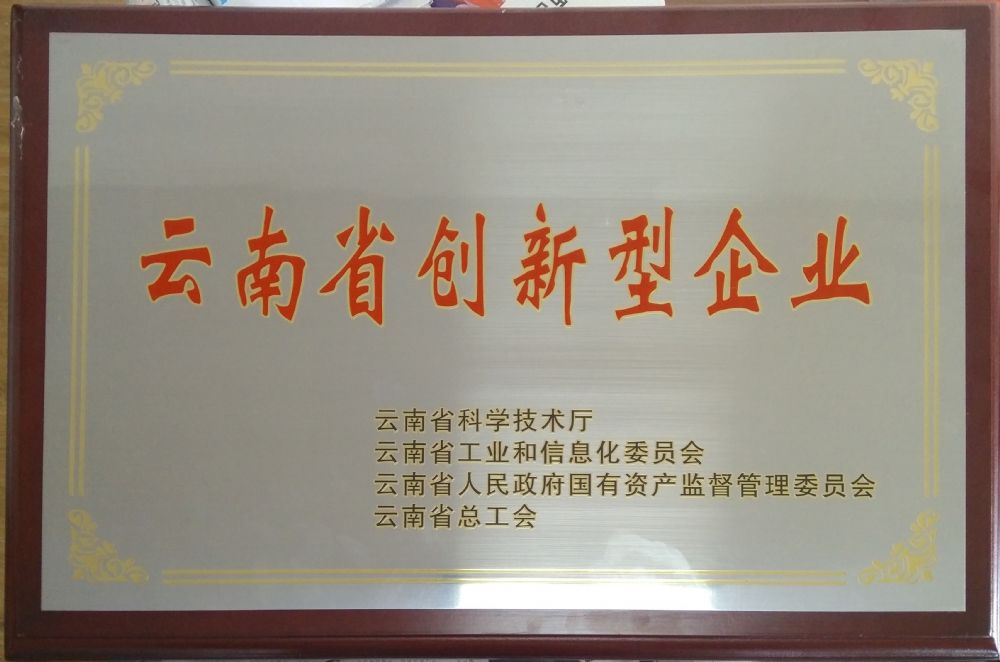 云南省创新型企业
云南省科学技术厅
云南省工业和信息化委员会
云南省人民政府国有资产监督管理委员会
云南省总工会